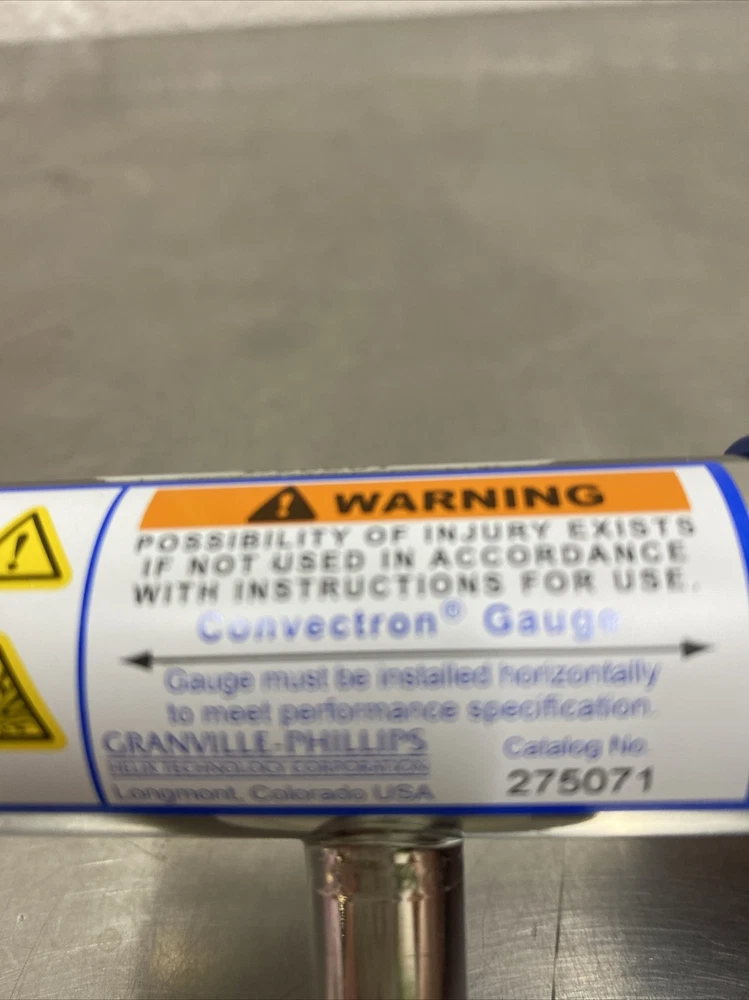 WARNING
POSSIBILITY OF INJURY EXISTS
IF NOT USED IN ACCORDANCE
WITH INSTRUCTIONS FOR USE.
Convectron® Gauge
Gauge must be installed horizontally
to meet performance specification.
GRANVILLE-PHILLIPS
HELIX TECHNOLOGY CORPORATION
Longmont, Colorado USA
Catalog No.
275071